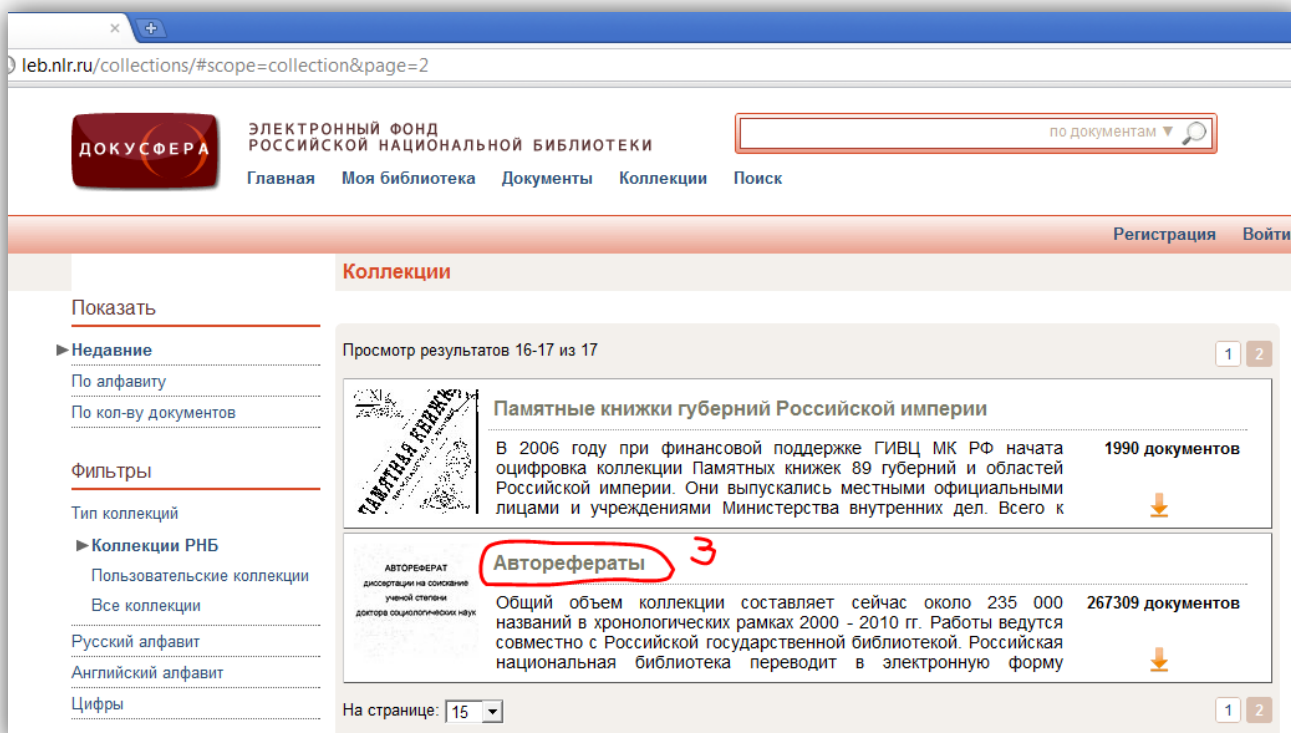 leb.nlr.ru/collections/#scope=collection&page=2
ДОКУСФЕРА
ЭЛЕКТРОННЫЙ ФОНД
РОССИЙСКОЙ НАЦИОНАЛЬНОЙ БИБЛИОТЕКИ
по документам
Главная Моя библиотека Документы Коллекции Поиск
Регистрация Войти
Коллекции
Показать
Недавние
По алфавиту
По кол-ву документов
Фильтры
Тип коллекций
Коллекции РНБ
Пользовательские коллекции
Все коллекции
Русский алфавит
Английский алфавит
Цифры
Просмотр результатов 16-17 из 17
1 2
ПАМЯТНАЯ КНИЖКА
Памятные книжки губерний Российской империи
В 2006 году при финансовой поддержке ГИВЦ МК РФ начата
оцифровка коллекции Памятных книжек 89 губерний и областей
Российской империи. Они выпускались местными официальными
лицами и учреждениями Министерства внутренних дел. Всего к
1990 документов
АВТОРЕФЕРАТ
диссертации на соискание
ученой степени
доктора социологических наук
Авторефераты
3
Общий объем коллекции составляет сейчас около 235 000
названий в хронологических рамках 2000 - 2010 гг. Работы ведутся
совместно с Российской государственной библиотекой. Российская
национальная библиотека переводит в электронную форму
267309 документов
На странице: 15
1 2